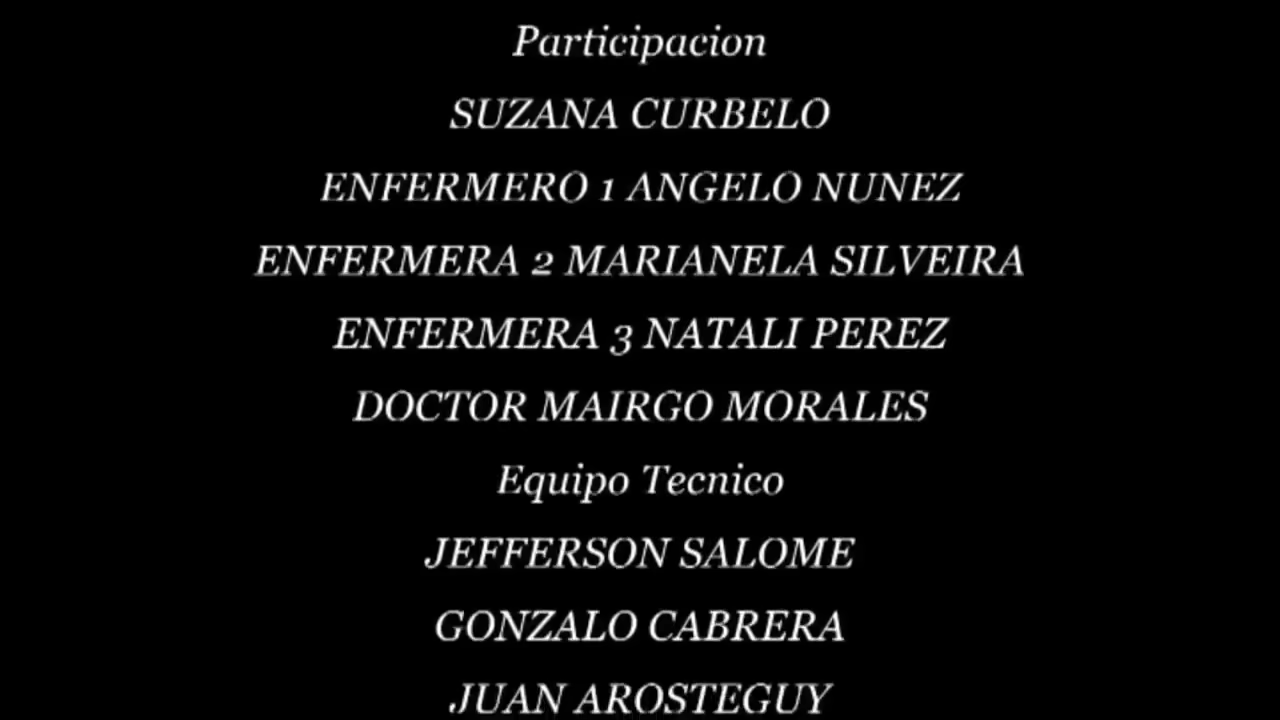 Participacion
SUZANA CURBELO
ENFERMERO 1 ANGELO NUNEZ
ENFERMERA 2 MARIANELA SILVEIRA
ENFERMERA 3 NATALI PEREZ
DOCTOR MAIRGO MORALES
Equipo Tecnico
JEFFERSON SALOME
GONZALO CABRERA
JUAN AROSTEGUY